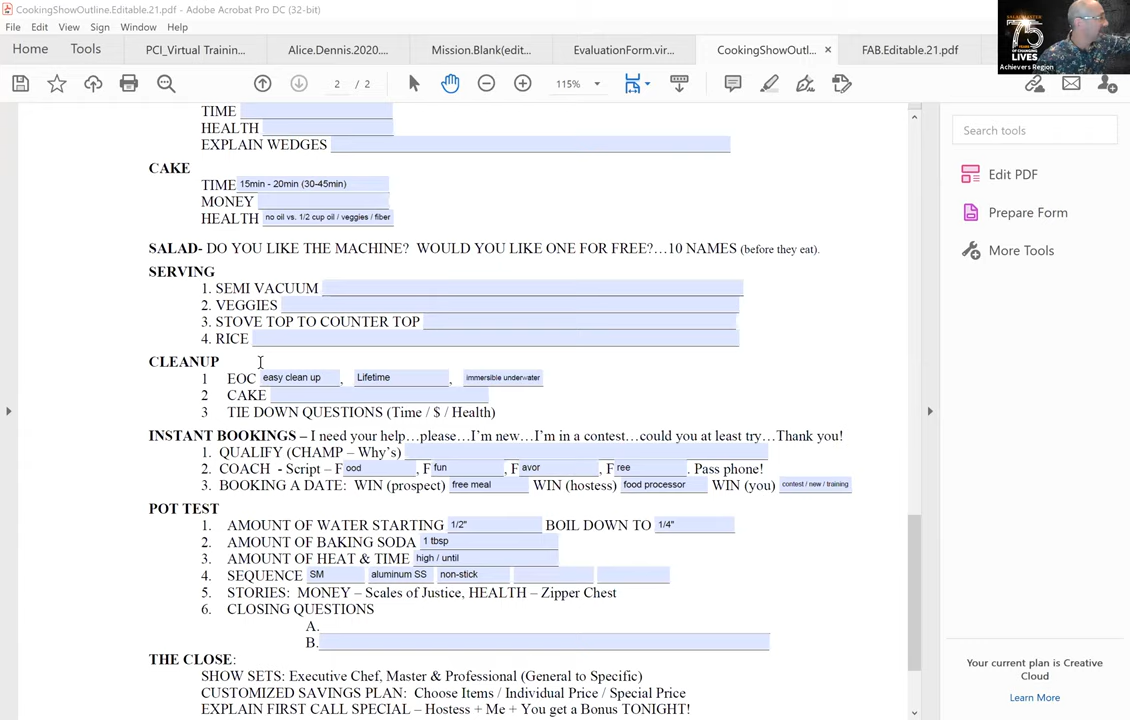 CookingShowOutline.Editable.21.pdf - Adobe Acrobat Pro DC (32-bit)
File Edit View Sign Window Help
Home Tools PCI_Virtual Trainin... Alice.Dennis.2020.... Mission.Blank(edit... EvaluationForm.vir... CookingShowOutl... × FAB.Editable.21.pdf
75
YEARS
OF CHANGING
LIVES
Achievers Region
2 / 2 115%
TIME
HEALTH
EXPLAIN WEDGES
CAKE
TIME 15min - 20min (30-45min)
MONEY
HEALTH no oil vs. 1/2 cup oil / veggies / fiber
SALAD- DO YOU LIKE THE MACHINE? WOULD YOU LIKE ONE FOR FREE?…10 NAMES (before they eat).
SERVING
1. SEMI VACUUM
2. VEGGIES
3. STOVE TOP TO COUNTER TOP
4. RICE
CLEANUP
1 EOC easy clean up, Lifetime, immersible underwater
2 CAKE
3 TIE DOWN QUESTIONS (Time / $ / Health)
INSTANT BOOKINGS – I need your help…please…I'm new…I'm in a contest…could you at least try…Thank you!
1. QUALIFY (CHAMP – Why's)
2. COACH - Script – F ood, F fun, F avor, F ree. Pass phone!
3. BOOKING A DATE: WIN (prospect) free meal WIN (hostess) food processor WIN (you) contest / new / training
POT TEST
1. AMOUNT OF WATER STARTING 1/2" BOIL DOWN TO 1/4"
2. AMOUNT OF BAKING SODA 1 tbsp
3. AMOUNT OF HEAT & TIME high / until
4. SEQUENCE SM aluminum SS non-stick
5. STORIES: MONEY – Scales of Justice, HEALTH – Zipper Chest
6. CLOSING QUESTIONS
A.
B.
THE CLOSE:
SHOW SETS: Executive Chef, Master & Professional (General to Specific)
CUSTOMIZED SAVINGS PLAN: Choose Items / Individual Price / Special Price
EXPLAIN FIRST CALL SPECIAL – Hostess + Me + You get a Bonus TONIGHT!
Search tools
Edit PDF
Prepare Form
More Tools
Your current plan is Creative
Cloud
Learn More